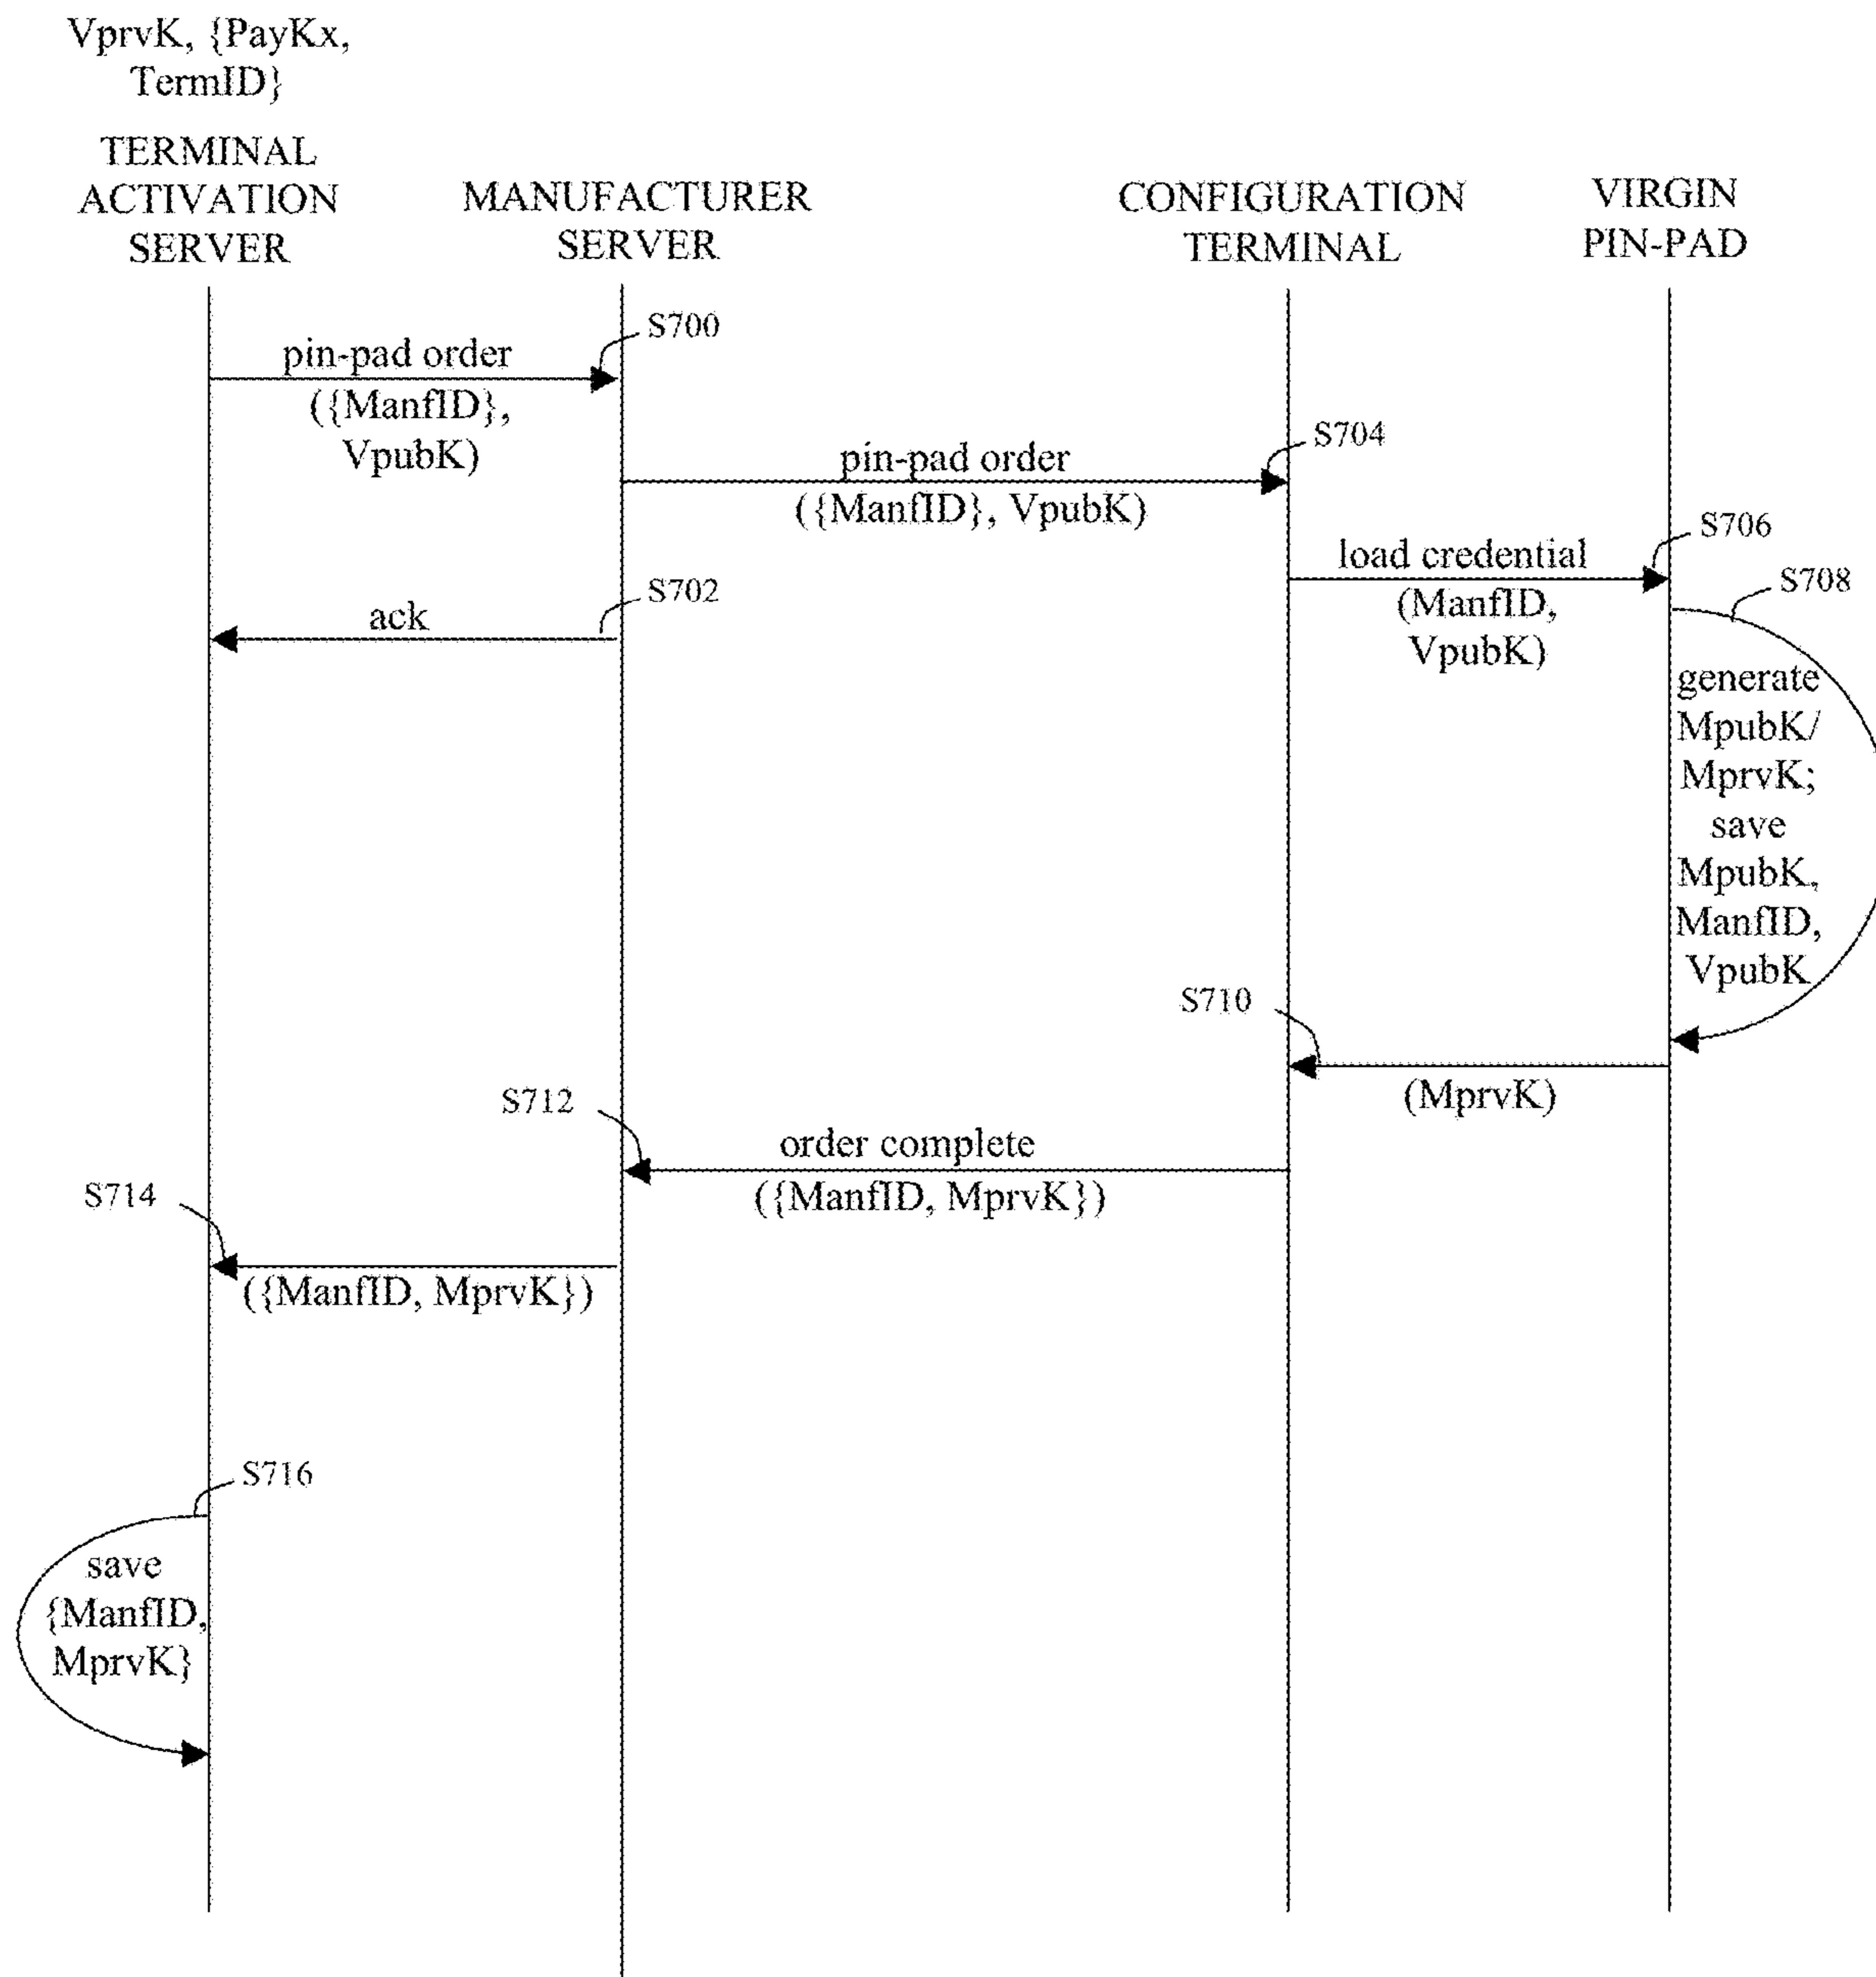 VprvK, {PayKx,
TermID}
TERMINAL
ACTIVATION
SERVER
MANUFACTURER
SERVER
CONFIGURATION
TERMINAL
VIRGIN
PIN-PAD
S700
pin-pad order
({ManfID},
VpubK)
S704
pin-pad order
({ManfID}, VpubK)
S706
load credential
(ManfID,
VpubK)
S702
ack
S708
generate
MpubK/
MprvK;
save
MpubK,
ManfID,
VpubK
S710
(MprvK)
S712
order complete
({ManfID, MprvK})
S714
({ManfID, MprvK})
S716
save
{ManfID,
MprvK}